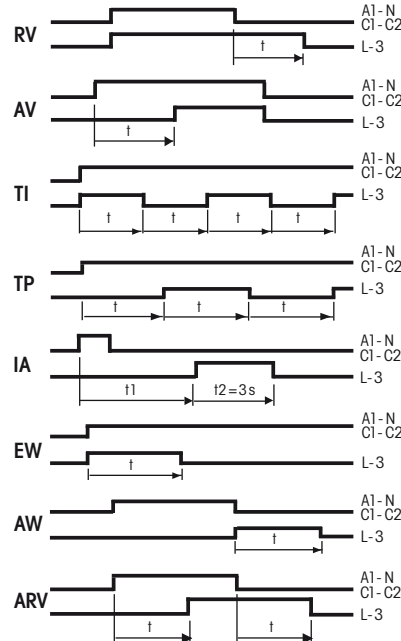 A1-N
C1-C2
RV
t
L-3
A1-N
C1-C2
AV
t
L-3
A1-N
C1-C2
TI
L-3
t t t t
A1-N
C1-C2
TP
L-3
t t t
A1-N
C1-C2
IA
L-3
t1 t2=3s
A1-N
C1-C2
EW
t
L-3
A1-N
C1-C2
AW
t
L-3
A1-N
C1-C2
ARV
L-3
t t